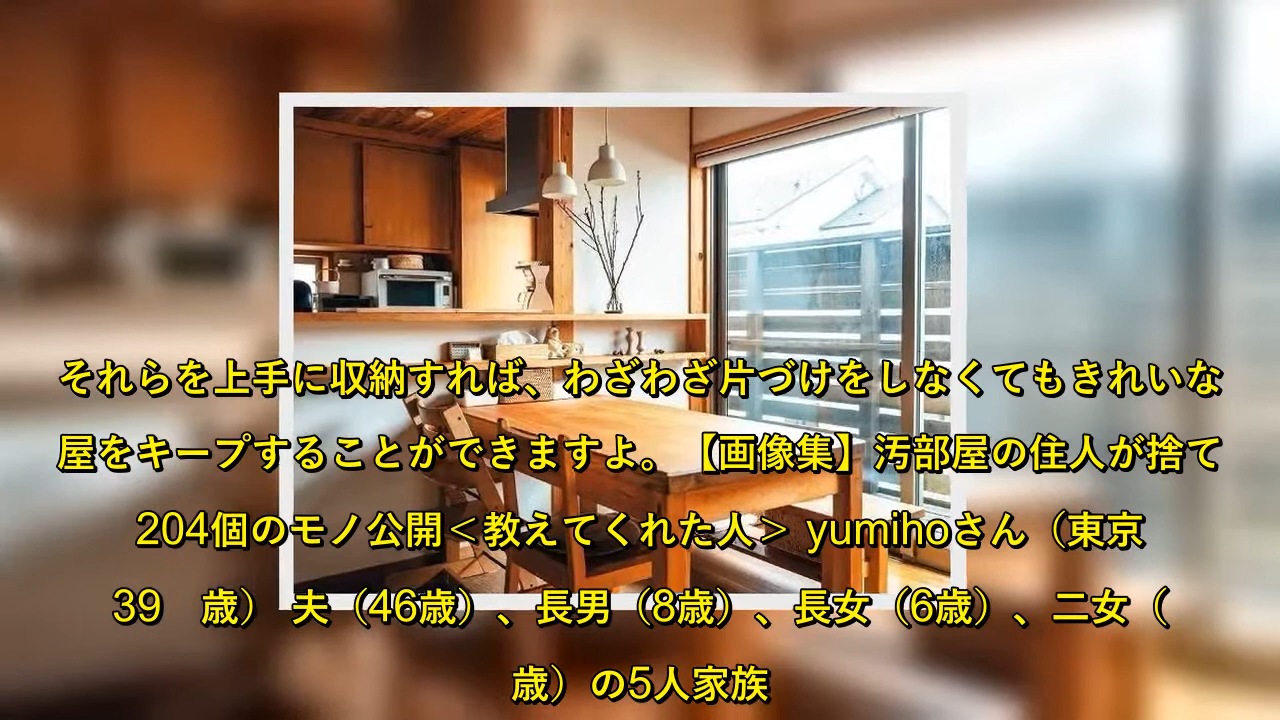 それらを上手に収納すれば、わざわざ片づけをしなくてもきれいな
屋をキープすることができますよ。【画像集】汚部屋の住人が捨て
204個のモノ公開＜教えてくれた人＞ yumihoさん（東京
39　歳） 夫（46歳）、長男（8歳）、長女（6歳）、二女（
歳）の5人家族